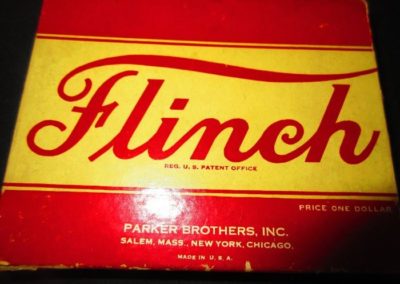 Flinch
REG. U. S. PATENT OFFICE
PRICE ONE DOLLAR
PARKER BROTHERS, INC.
SALEM, MASS., NEW YORK, CHICAGO.
MADE IN U. S. A.